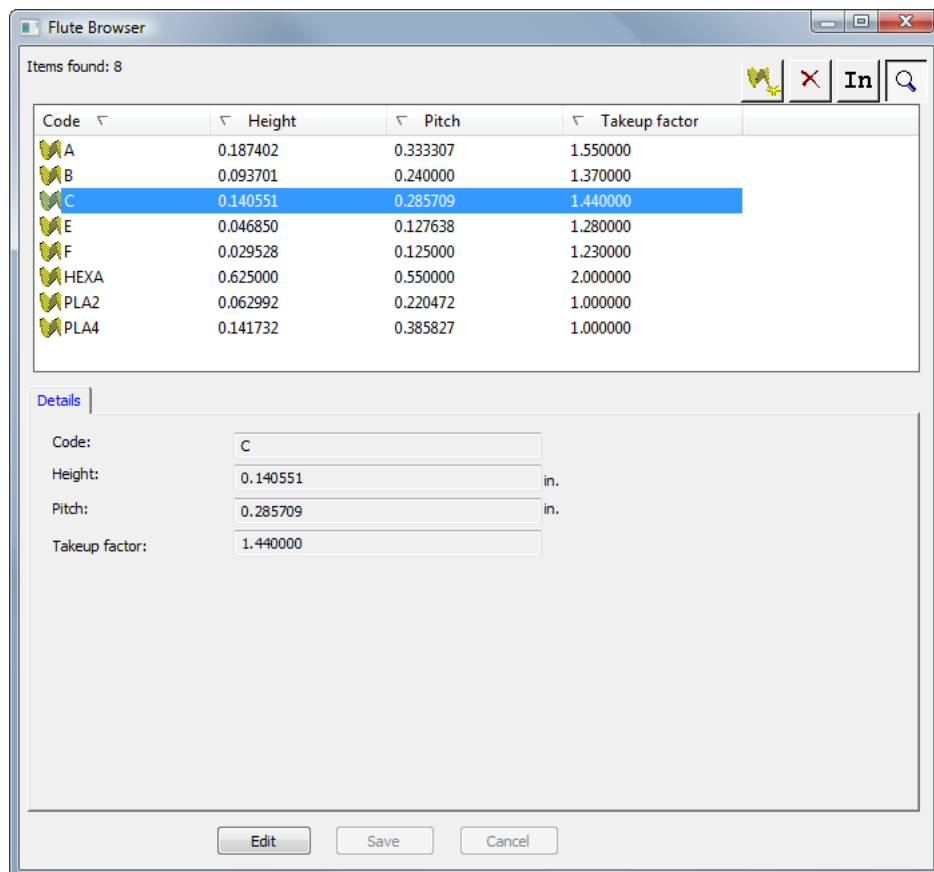 Flute Browser
Items found: 8
In
Code Height Pitch Takeup factor
A 0.187402 0.333307 1.550000
B 0.093701 0.240000 1.370000
C 0.140551 0.285709 1.440000
E 0.046850 0.127638 1.280000
F 0.029528 0.125000 1.230000
HEXA 0.625000 0.550000 2.000000
PLA2 0.062992 0.220472 1.000000
PLA4 0.141732 0.385827 1.000000
Details
Code: C
Height: 0.140551 in.
Pitch: 0.285709 in.
Takeup factor: 1.440000
Edit Save Cancel